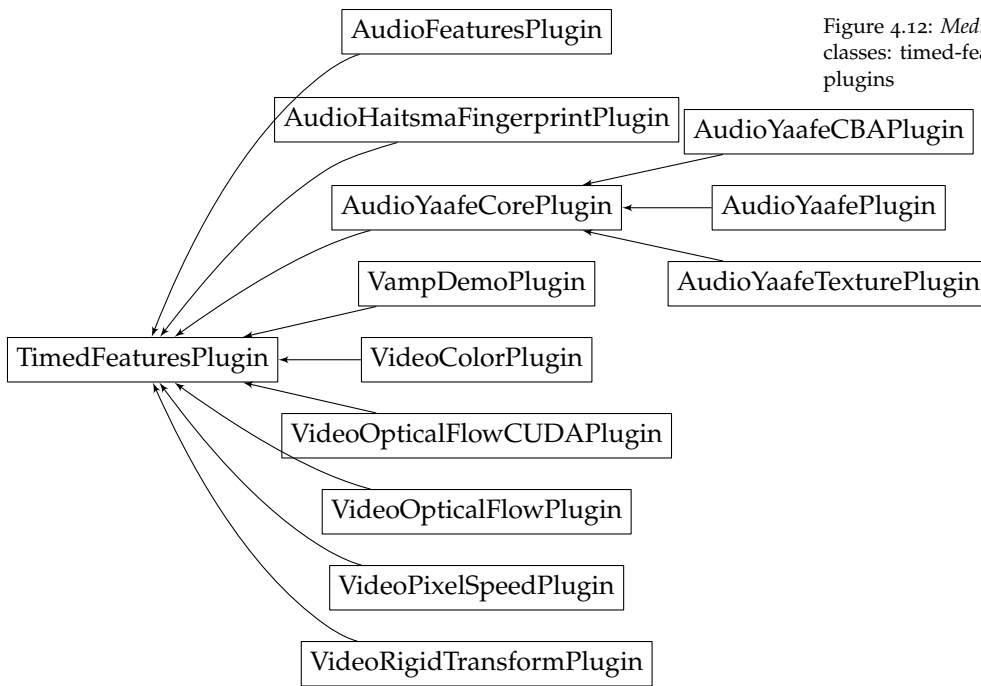 AudioFeaturesPlugin
Figure 4.12:
classes: timed-fea
plugins
AudioHaitsmaFingerprintPlugin
AudioYaafeCBAPlugin
AudioYaafeCorePlugin
AudioYaafePlugin
VampDemoPlugin
AudioYaafeTexturePlugin
TimedFeaturesPlugin
VideoColorPlugin
VideoOpticalFlowCUDAPlugin
VideoOpticalFlowPlugin
VideoPixelSpeedPlugin
VideoRigidTransformPlugin